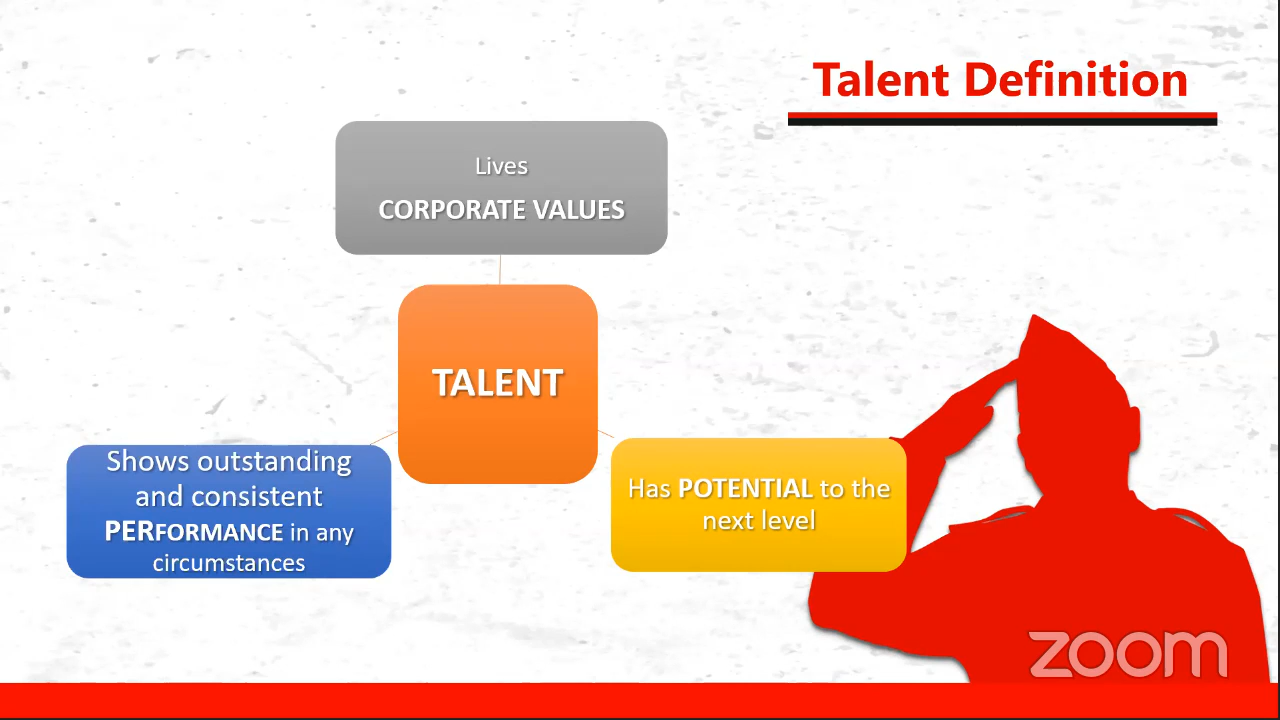 Talent Definition
Lives
CORPORATE VALUES
TALENT
Shows outstanding
and consistent
PERFORMANCE in any
circumstances
Has POTENTIAL to the
next level
zoom